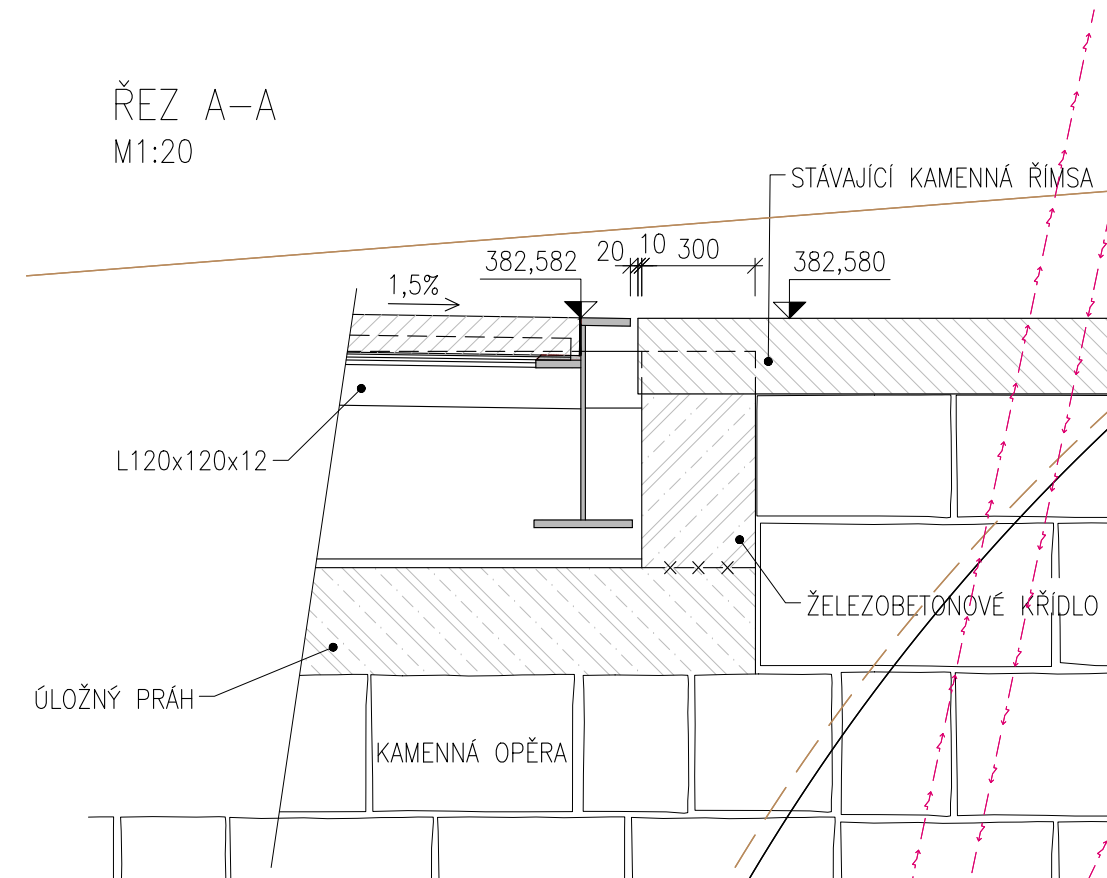 ŘEZ A-A
M1:20
STÁVAJÍCÍ KAMENNÁ ŘÍMSA
382,582
20
10
300
382,580
1,5%
L120x120x12
ŽELEZOBETONOVÉ KŘÍDLO
ÚLOŽNÝ PRÁH
KAMENNÁ OPĚRA